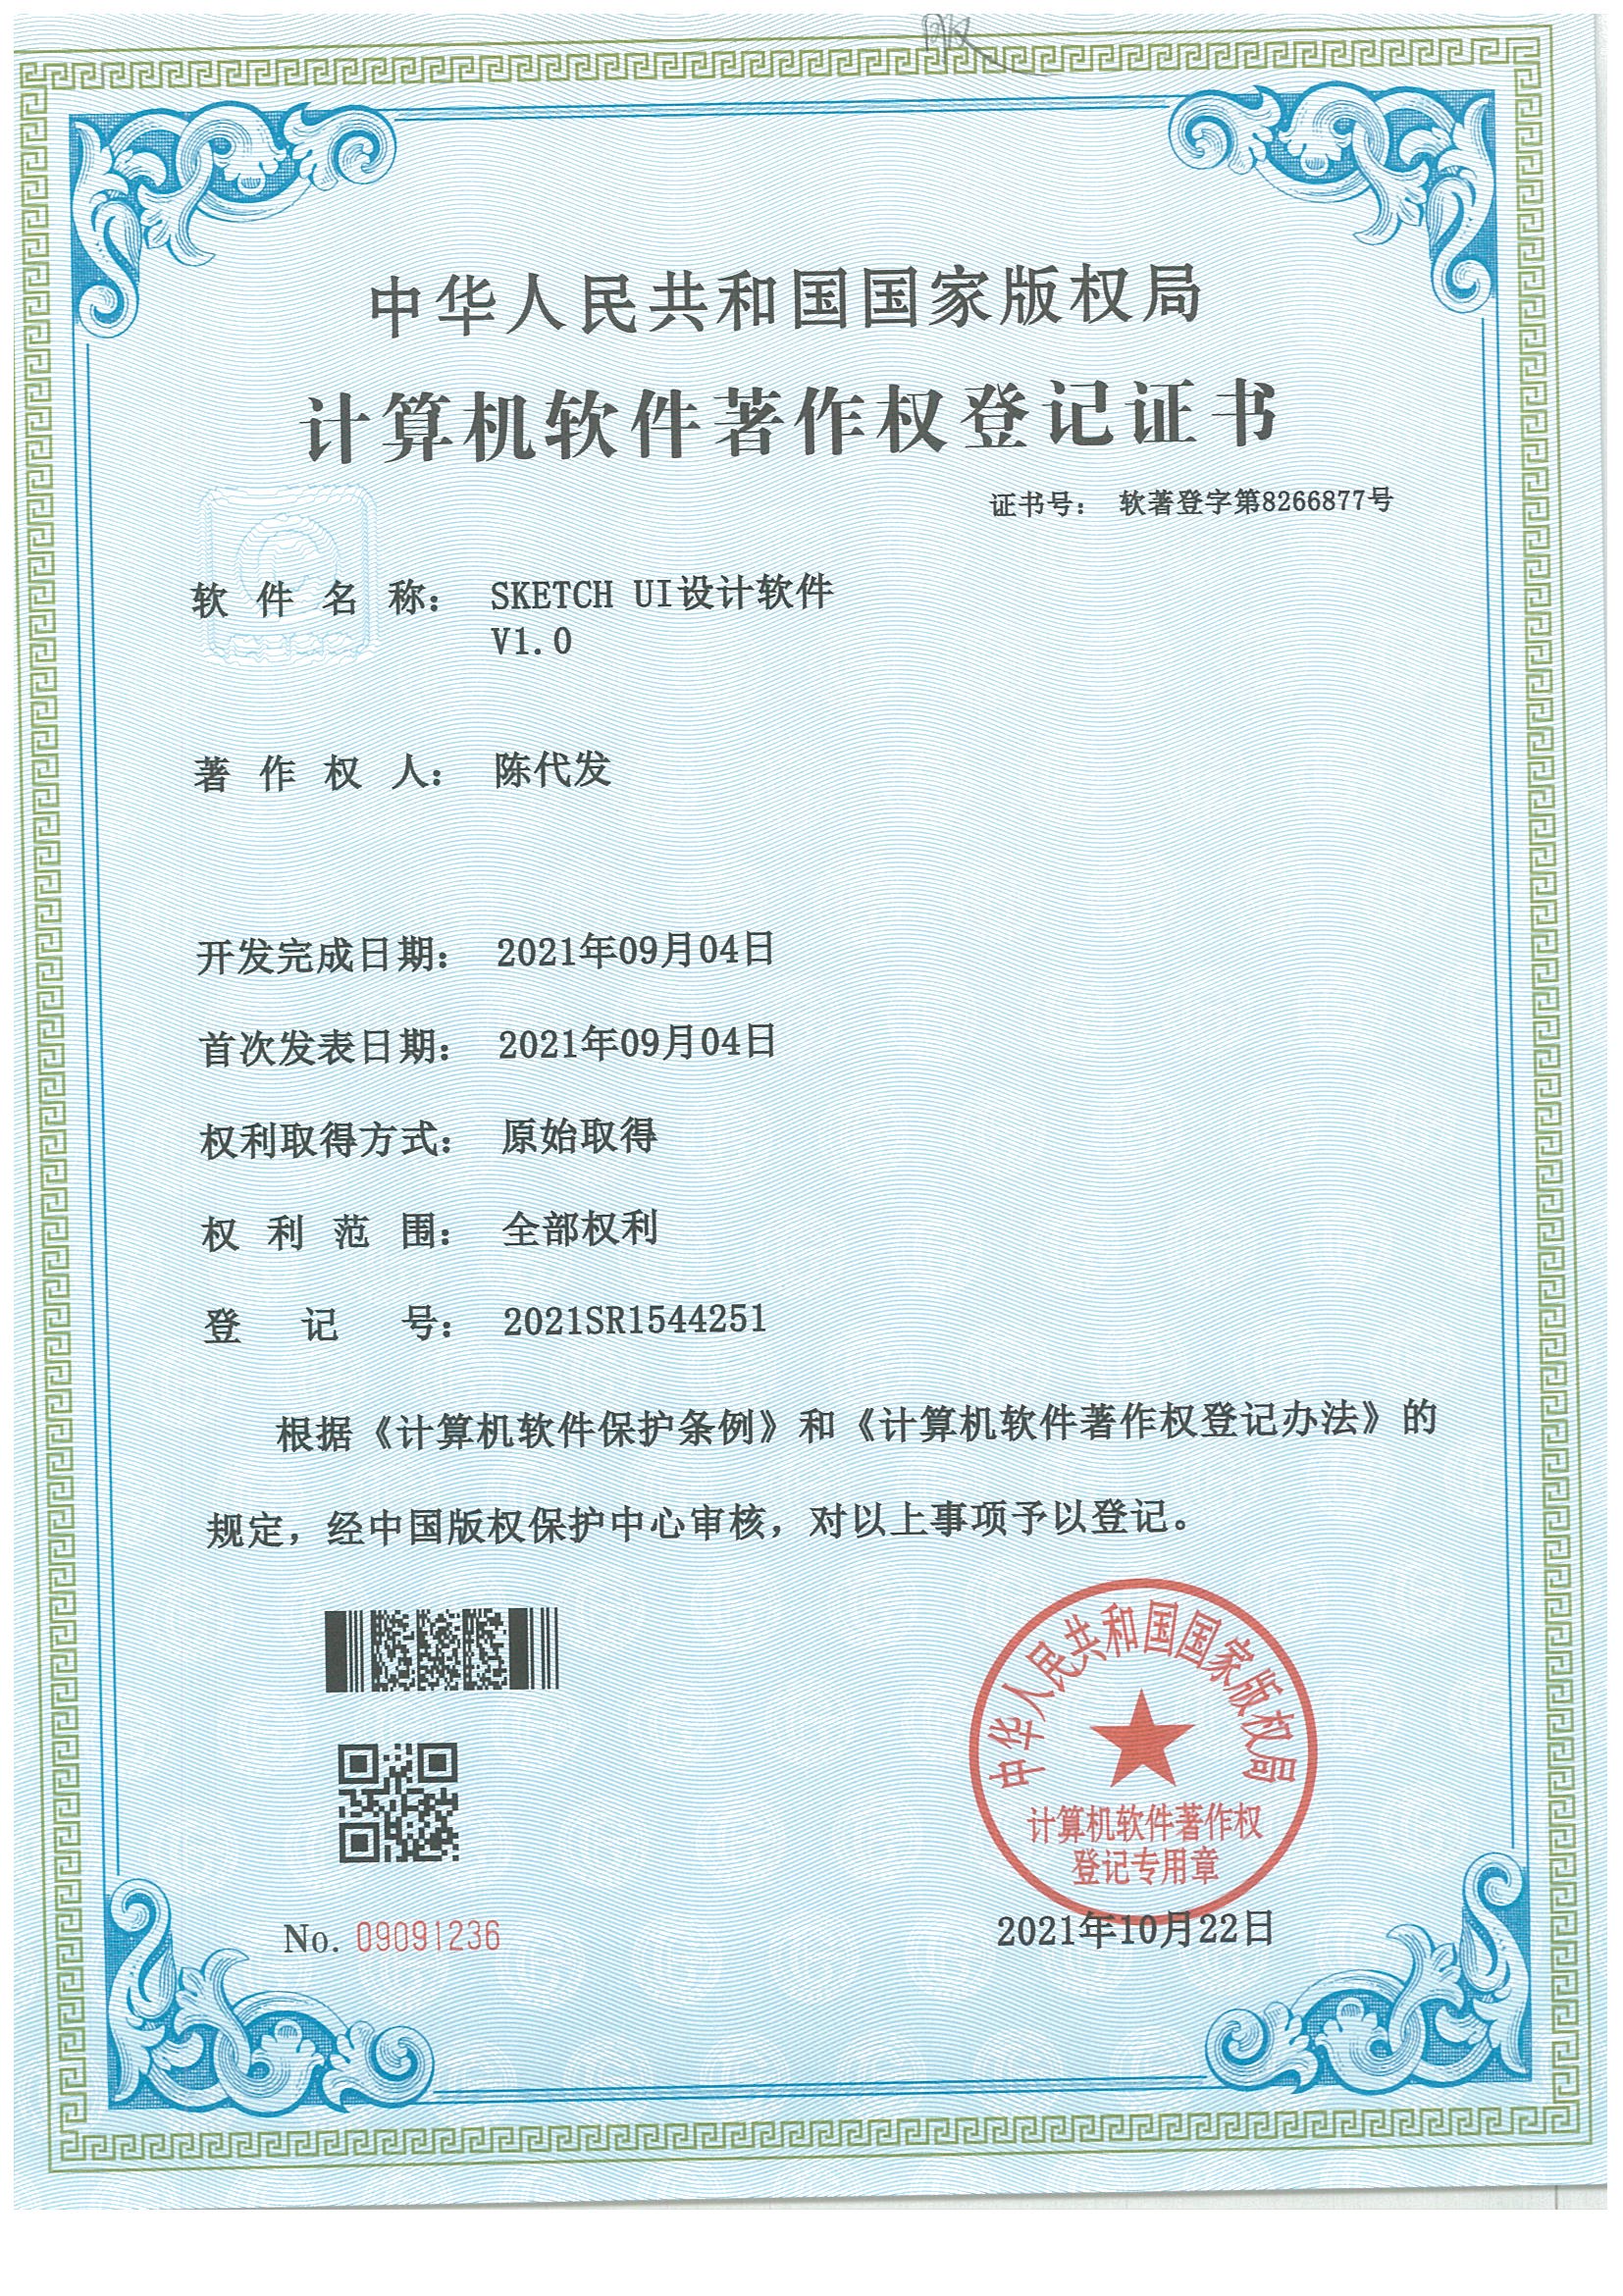 中华人民共和国国家版权局
计算机软件著作权登记证书
证书号： 软著登字第8266877号
软件名称： SKETCH UI设计软件
V1.0
著作权人： 陈代发
开发完成日期： 2021年09月04日
首次发表日期： 2021年09月04日
权利取得方式： 原始取得
权利范围： 全部权利
登记号： 2021SR1544251
根据《计算机软件保护条例》和《计算机软件著作权登记办法》的
规定，经中国版权保护中心审核，对以上事项予以登记。
中华人民共和国国家版权局
计算机软件著作权
登记专用章
No. 09091236
2021年10月22日